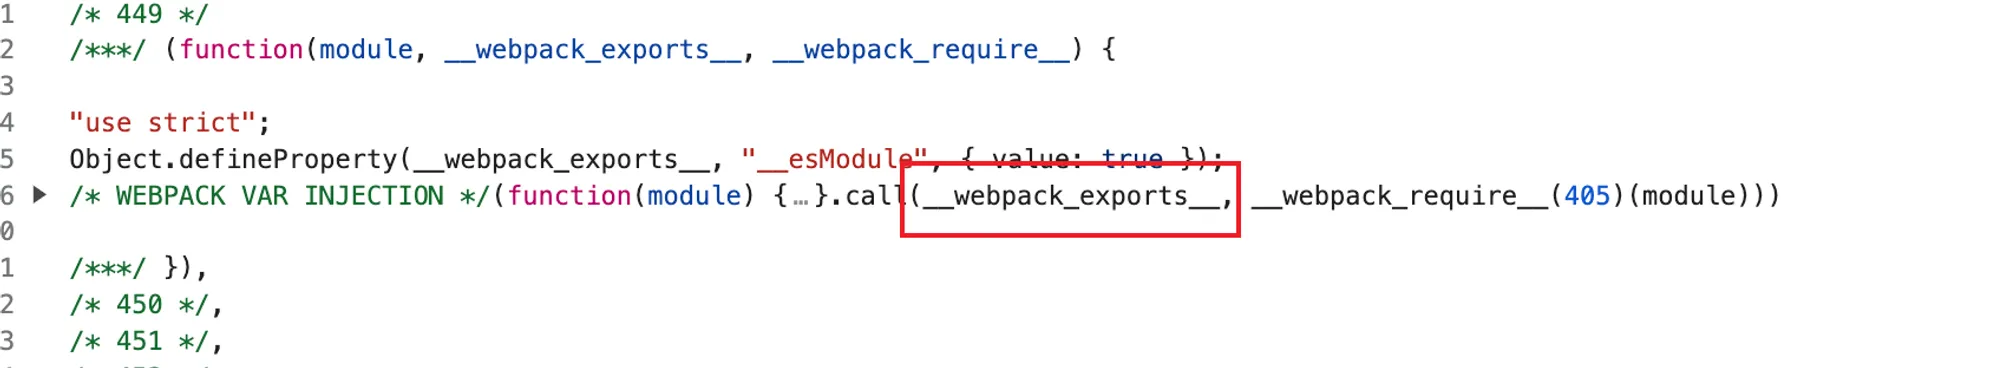 1 /* 449 */
2 /***/ (function(module, __webpack_exports__, __webpack_require__) {
3
4 "use strict";
5 Object.defineProperty(__webpack_exports__, "__esModule", { value: true });
6 /* WEBPACK VAR INJECTION */(function(module) {…}.call(__webpack_exports__, __webpack_require__(405)(module)))
0
1 /***/ }),
2 /* 450 */,
3 /* 451 */,